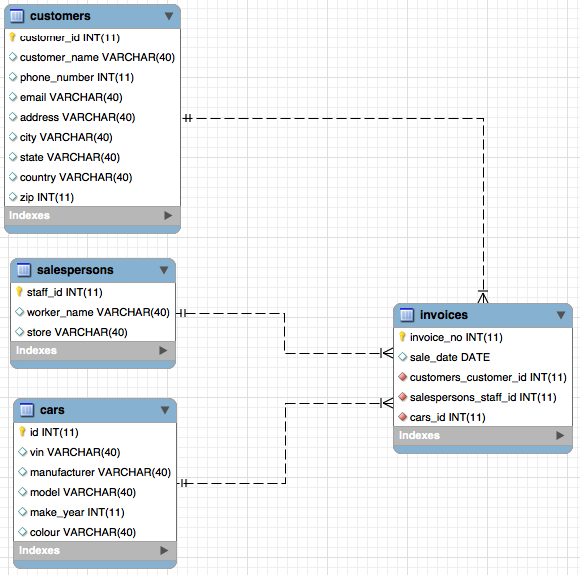 customers
customer_id INT(11)
customer_name VARCHAR(40)
phone_number INT(11)
email VARCHAR(40)
address VARCHAR(40)
city VARCHAR(40)
state VARCHAR(40)
country VARCHAR(40)
zip INT(11)
Indexes
salespersons
staff_id INT(11)
worker_name VARCHAR(40)
store VARCHAR(40)
Indexes
cars
id INT(11)
vin VARCHAR(40)
manufacturer VARCHAR(40)
model VARCHAR(40)
make_year INT(11)
colour VARCHAR(40)
Indexes
invoices
invoice_no INT(11)
sale_date DATE
customers_customer_id INT(11)
salespersons_staff_id INT(11)
cars_id INT(11)
Indexes